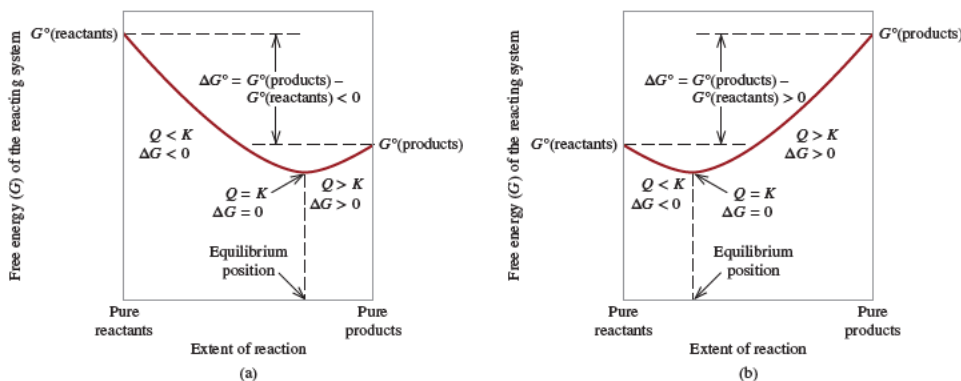 Free energy (G) of the reacting system
G°(reactants)
ΔG° = G°(products) –
G°(reactants) < 0
Q < K
ΔG < 0
G°(products)
Q = K
ΔG = 0
Q > K
ΔG > 0
Equilibrium
position
Pure
reactants
Pure
products
Extent of reaction
(a)
Free energy (G) of the reacting system
G°(products)
ΔG° = G°(products) –
G°(reactants) > 0
G°(reactants)
Q > K
ΔG > 0
Q < K
ΔG < 0
Q = K
ΔG = 0
Equilibrium
position
Pure
reactants
Pure
products
Extent of reaction
(b)